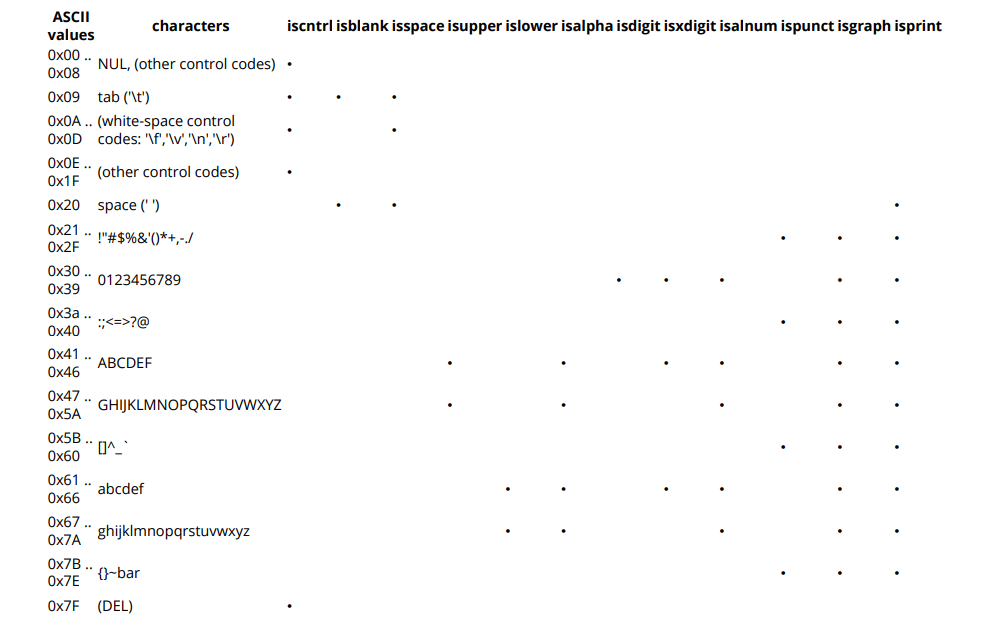 ASCII values characters iscntrl isblank isspace isupper islower isalpha isdigit isxdigit isalnum ispunct isgraph isprint
0x00 .. 0x08 NUL, (other control codes) •
0x09 tab ('\t') • • •
0x0A .. 0x0D (white-space control codes: '\f','\v','\n','\r') • •
0x0E .. 0x1F (other control codes) •
0x20 space (' ') • • •
0x21 .. 0x2F !"#$%&'()*+,-./ • • •
0x30 .. 0x39 0123456789 • • • • •
0x3a .. 0x40 :;<=>?@ • • •
0x41 .. 0x46 ABCDEF • • • • • •
0x47 .. 0x5A GHIJKLMNOPQRSTUVWXYZ • • • • •
0x5B .. 0x60 []^_` • • •
0x61 .. 0x66 abcdef • • • • • •
0x67 .. 0x7A ghijklmnopqrstuvwxyz • • • • •
0x7B .. 0x7E {}~bar • • •
0x7F (DEL) •